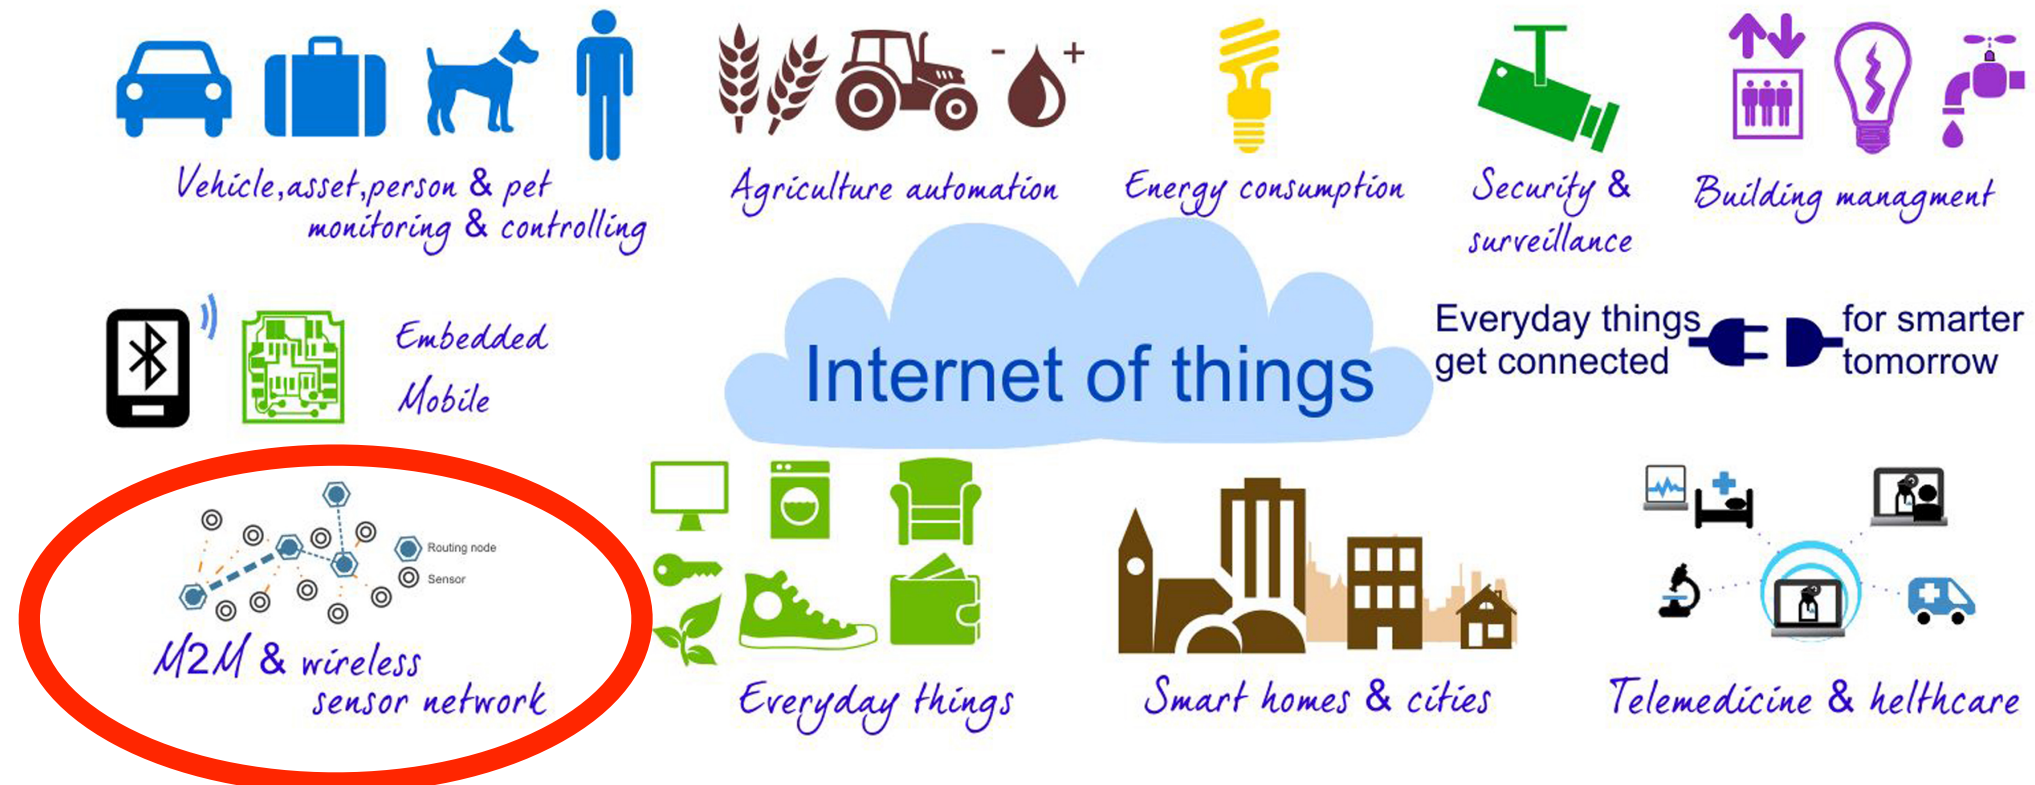 - +
Vehicle,asset,person & pet
monitoring & controlling
Agriculture automation
Energy consumption
Security &
surveillance
Building managment
Embedded
Mobile
Internet of things
Everyday things
get connected
for smarter
tomorrow
Routing node
Sensor
M2M & wireless
sensor network
Everyday things
Smart homes & cities
Telemedicine & helthcare